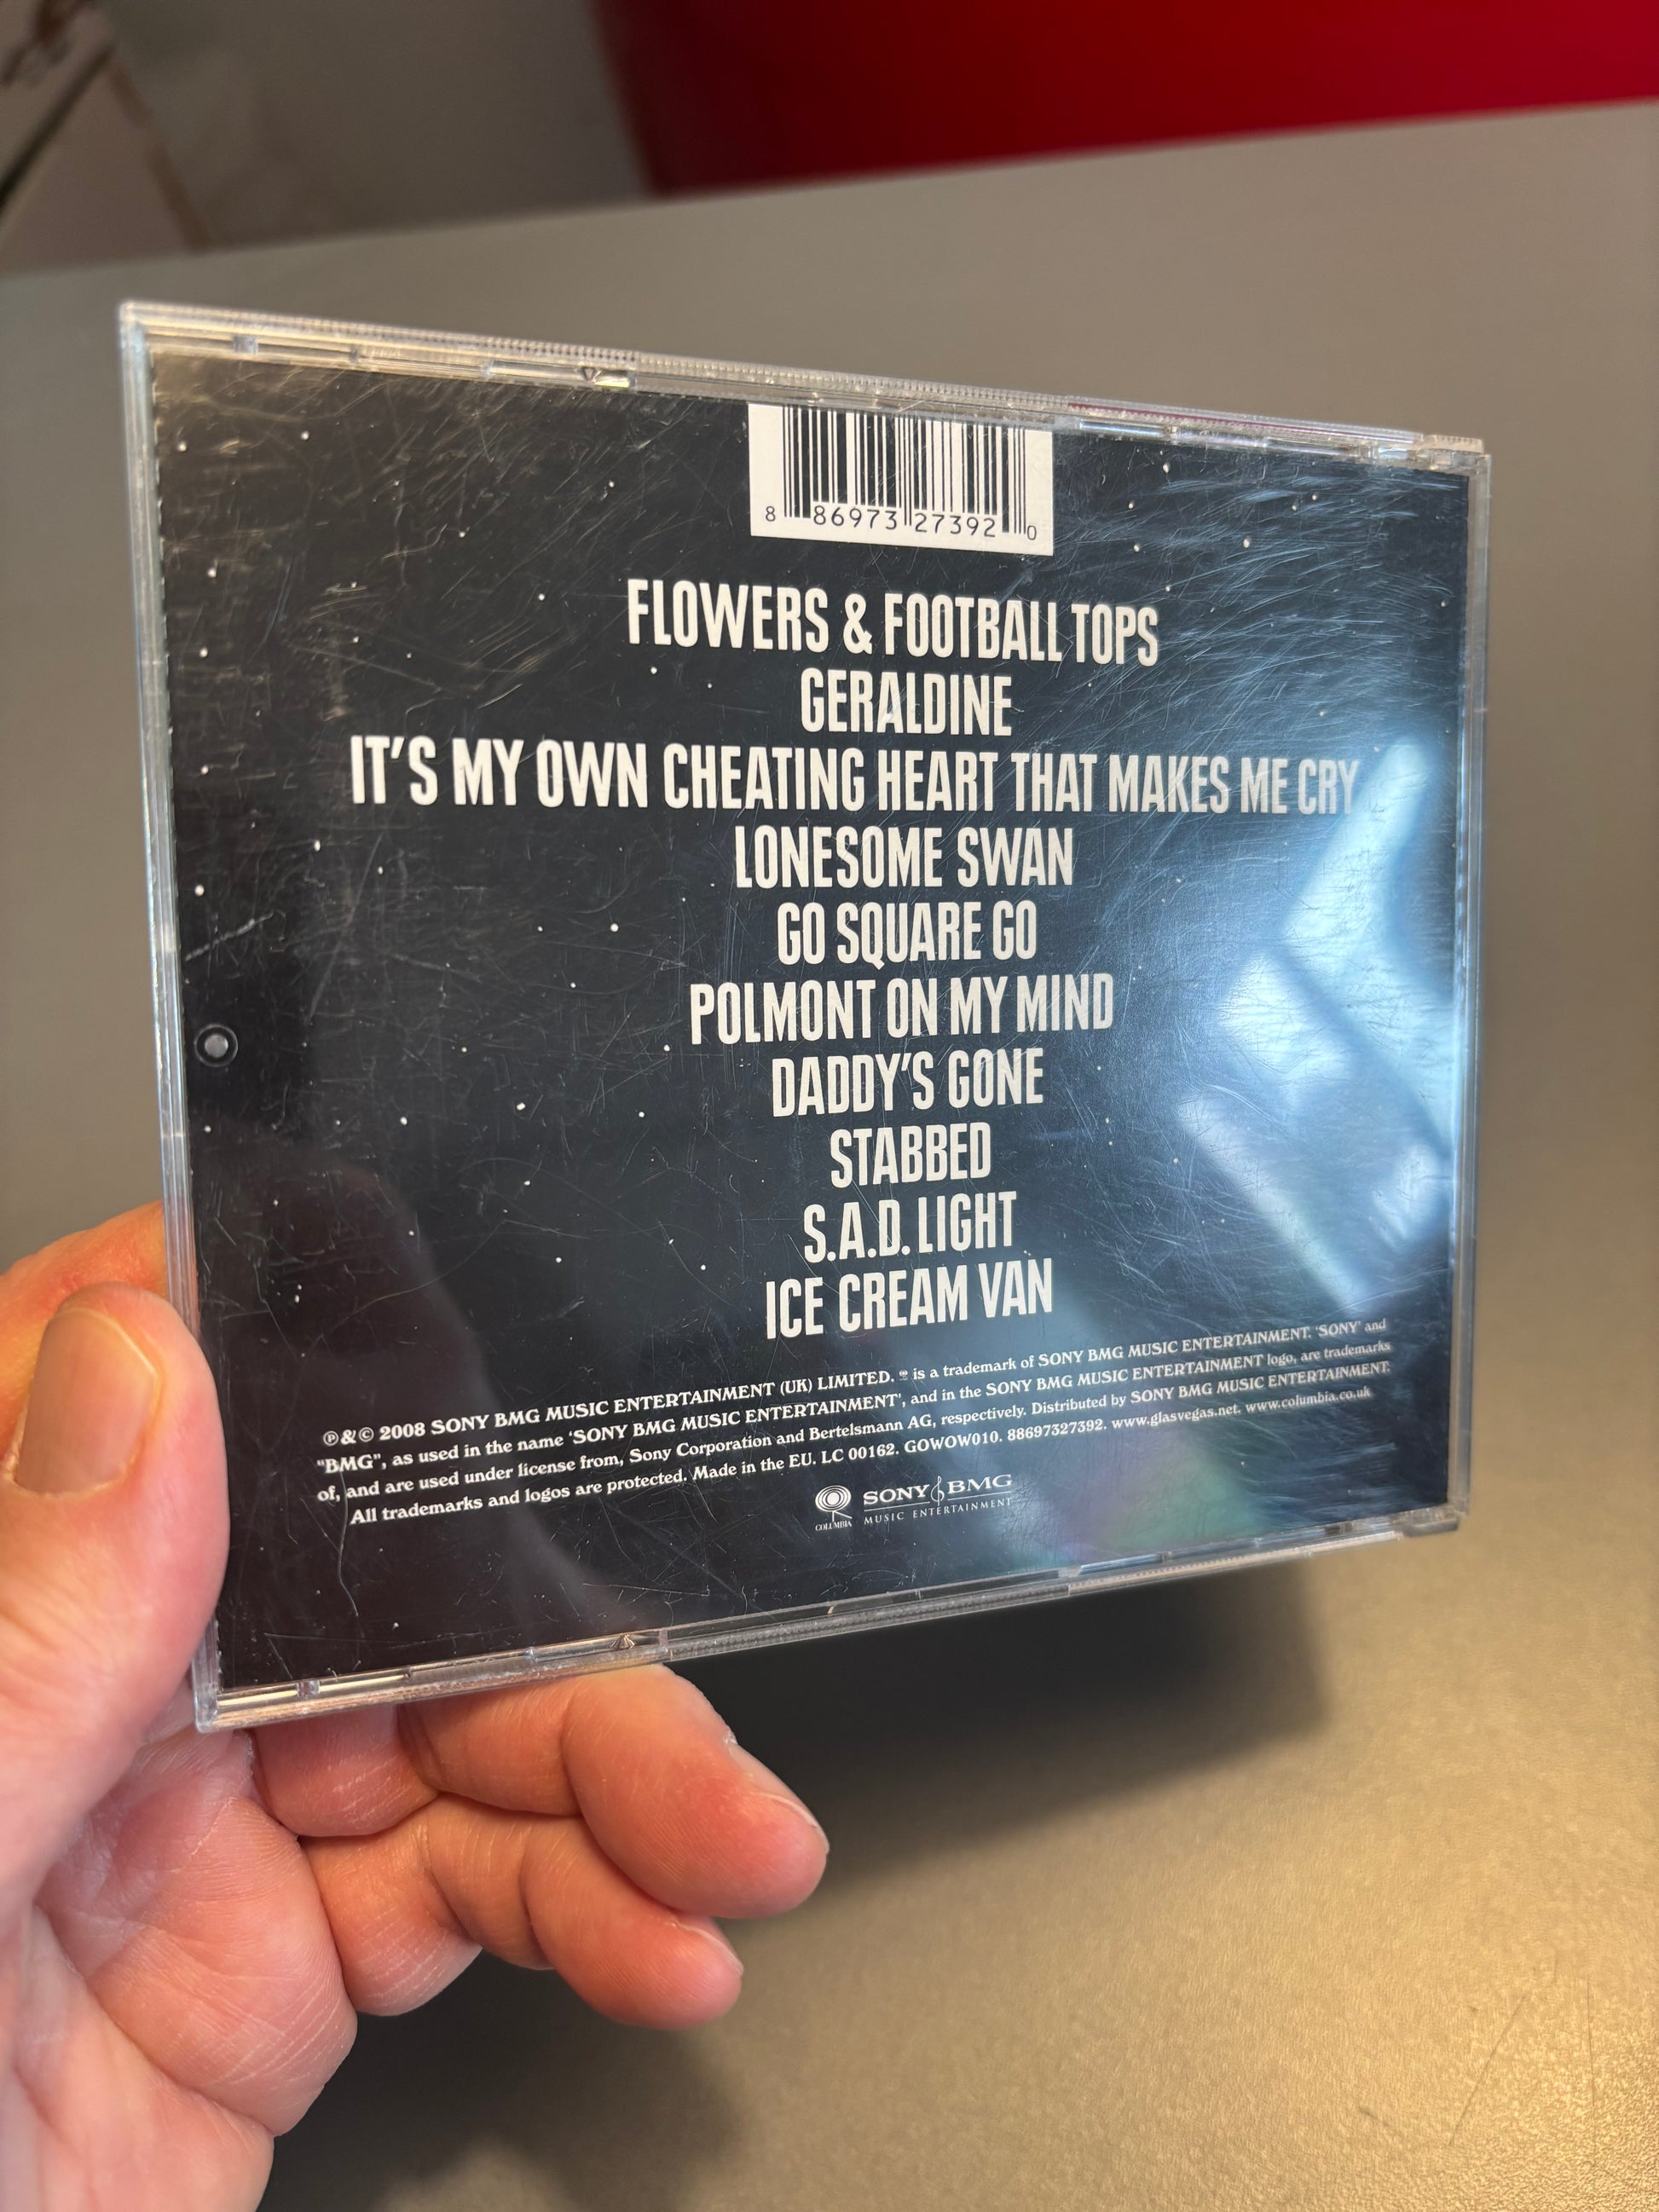 8 86973 27392 0
FLOWERS & FOOTBALL TOPS
GERALDINE
IT'S MY OWN CHEATING HEART THAT MAKES ME CRY
LONESOME SWAN
GO SQUARE GO
POLMONT ON MY MIND
DADDY'S GONE
STABBED
S.A.D. LIGHT
ICE CREAM VAN
℗&© 2008 SONY BMG MUSIC ENTERTAINMENT (UK) LIMITED. is a trademark of SONY BMG MUSIC ENTERTAINMENT. 'SONY' and
"BMG", as used in the name 'SONY BMG MUSIC ENTERTAINMENT', and in the SONY BMG MUSIC ENTERTAINMENT logo, are trademarks
of, and are used under license from, Sony Corporation and Bertelsmann AG, respectively. Distributed by SONY BMG MUSIC ENTERTAINMENT.
All trademarks and logos are protected. Made in the EU. LC 00162. GOWOW010. 88697327392. www.glasvegas.net. www.columbia.co.uk
COLUMBIA
SONY BMG
MUSIC ENTERTAINMENT